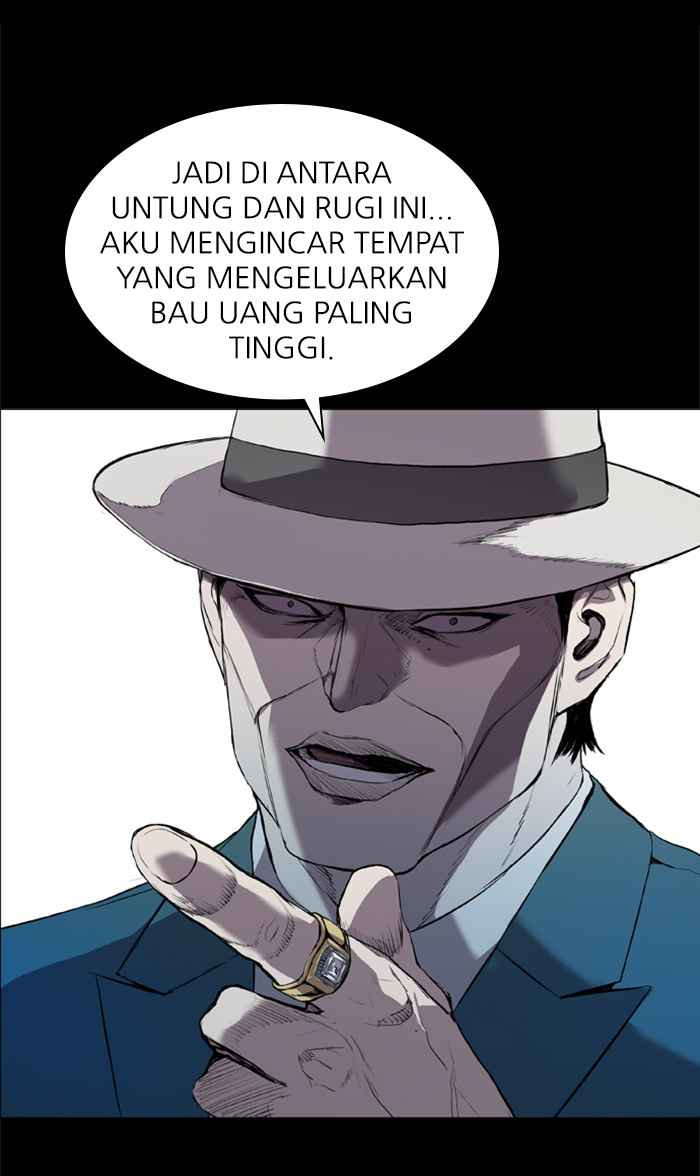 JADI DI ANTARA
UNTUNG DAN RUGI INI...
AKU MENGINCAR TEMPAT
YANG MENGELUARKAN
BAU UANG PALING
TINGGI.